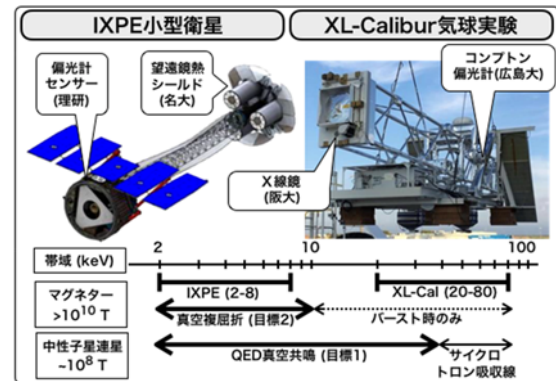 IXPE小型衛星
XL-Calibur気球実験
偏光計
センサー
(理研)
望遠鏡熱
シールド
(名大)
コンプトン
偏光計(広島大)
X線鏡
(阪大)
帯域 (keV)
2
10
100
マグネター
>10¹⁰ T
IXPE (2-8)
XL-Cal (20-80)
真空複屈折 (目標2)
バースト時のみ
中性子星連星
~10⁸ T
QED真空共鳴 (目標1)
サイクロ
トロン吸収線